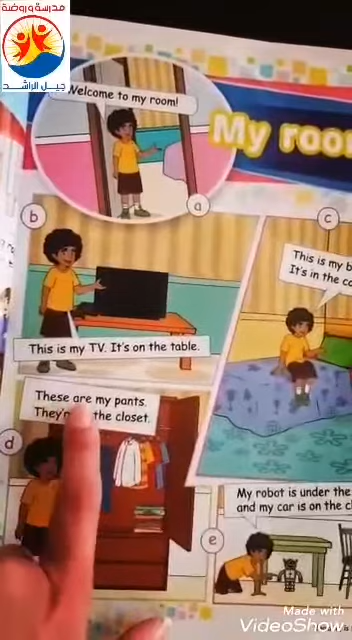 مدرسة وروضة
جيل الراشد
Welcome to my room!
My
a
b
This is my TV. It's on the table.
c
This is my
It's in the
These are my pants.
the closet.
d
My robot is under the
and my car is on the
e
Made with
VideoShow